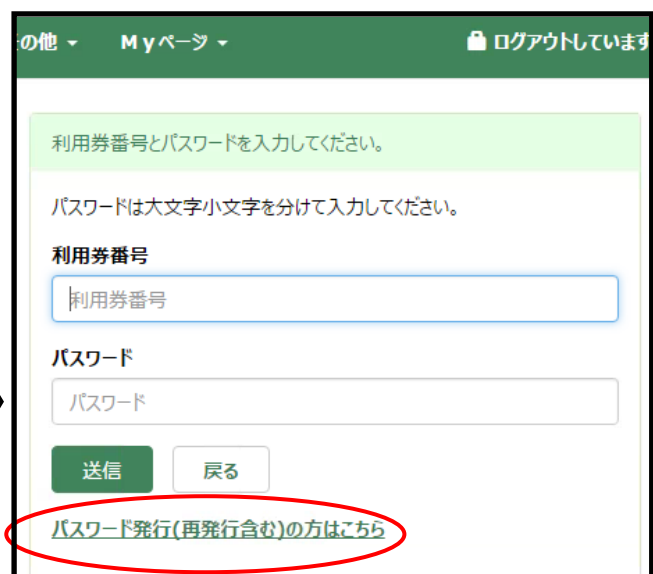 の他 Myページ ログアウトしています
利用券番号とパスワードを入力してください。
パスワードは大文字小文字を分けて入力してください。
利用券番号
利用券番号
パスワード
パスワード
送信 戻る
パスワード発行(再発行含む)の方はこちら